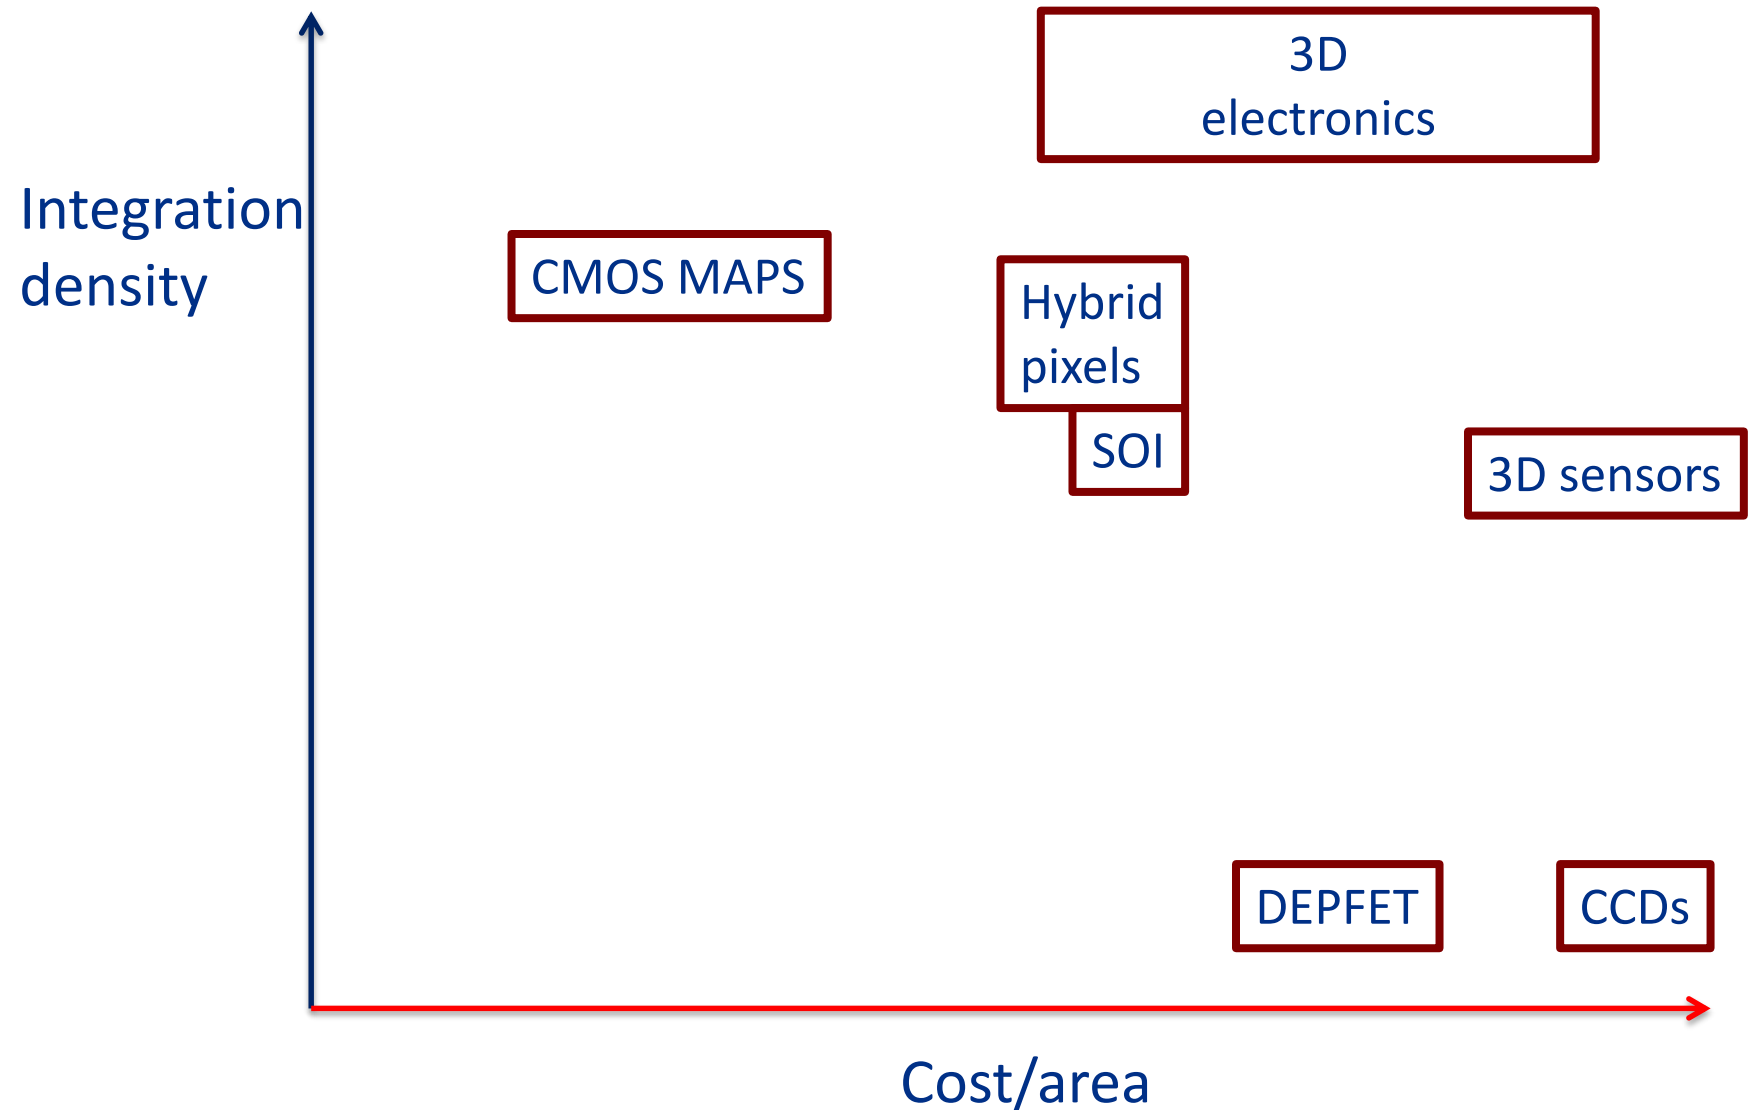 3D
electronics
Integration
density
CMOS MAPS
Hybrid
pixels
SOI
3D sensors
DEPFET
CCDs
Cost/area